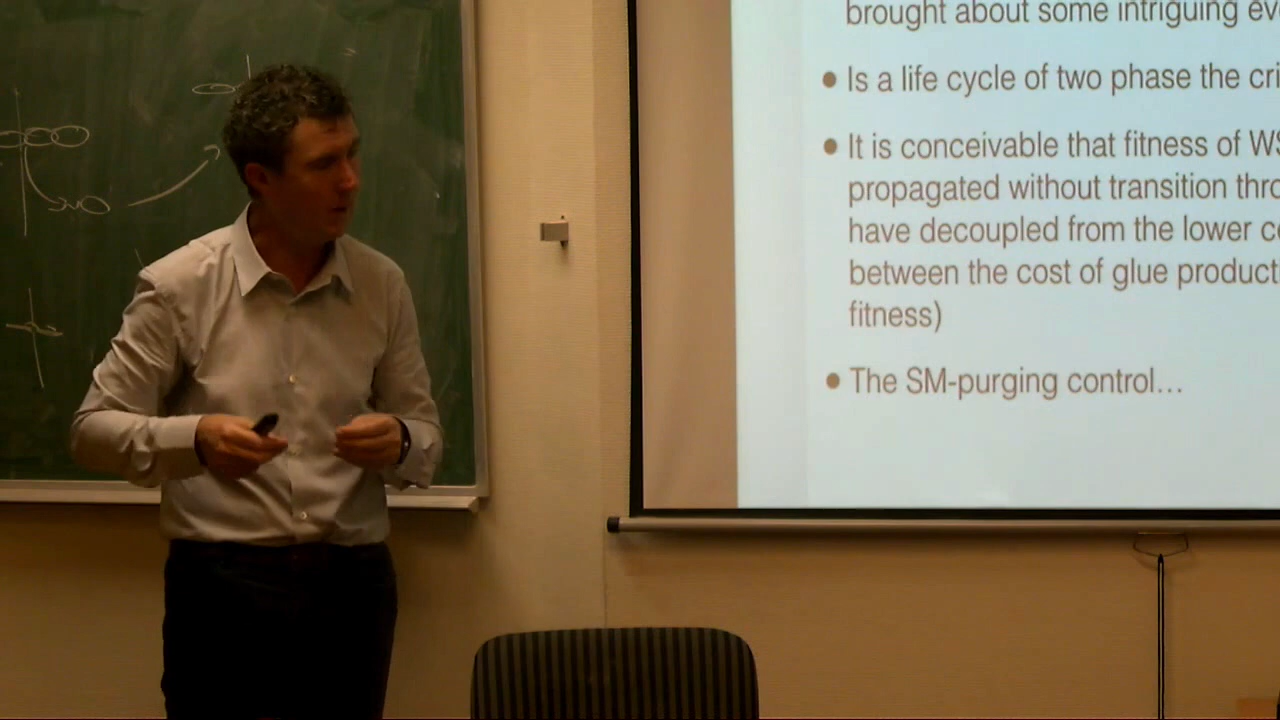 brought about some intriguing
• Is a life cycle of two phase the
• It is conceivable that fitness of
propagated without transition
have decoupled from the lower
between the cost of glue
fitness)
• The SM-purging control…